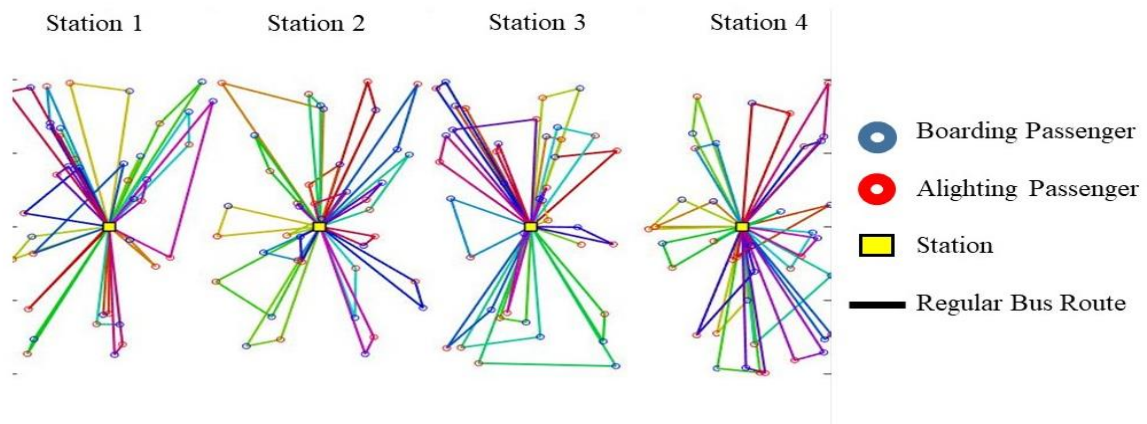 Station 1
Station 2
Station 3
Station 4
Boarding Passenger
Alighting Passenger
Station
Regular Bus Route